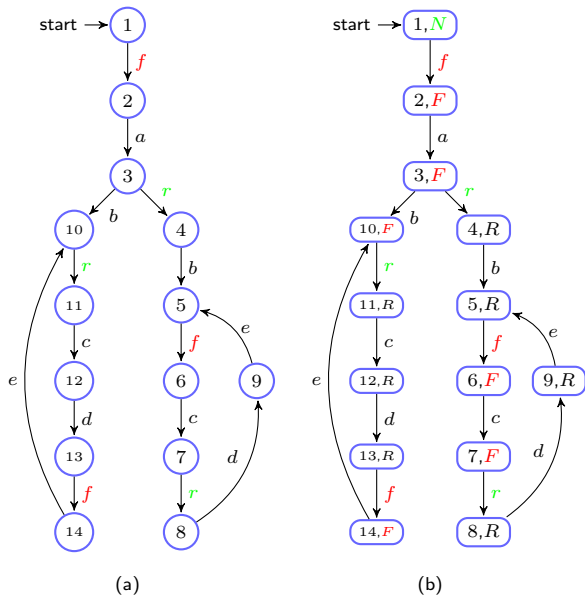 start 1 start 1,N
f f
2 2,F
a a
3 3,F
b r b r
10 4 10,F 4,R
r b r b
11 5 11,R 5,R
c f e c f e
e 12 6 9 e 12,R 6,F 9,R
d c d c
13 7 d 13,R 7,F d
f r f r
14 8 14,F 8,R
(a) (b)